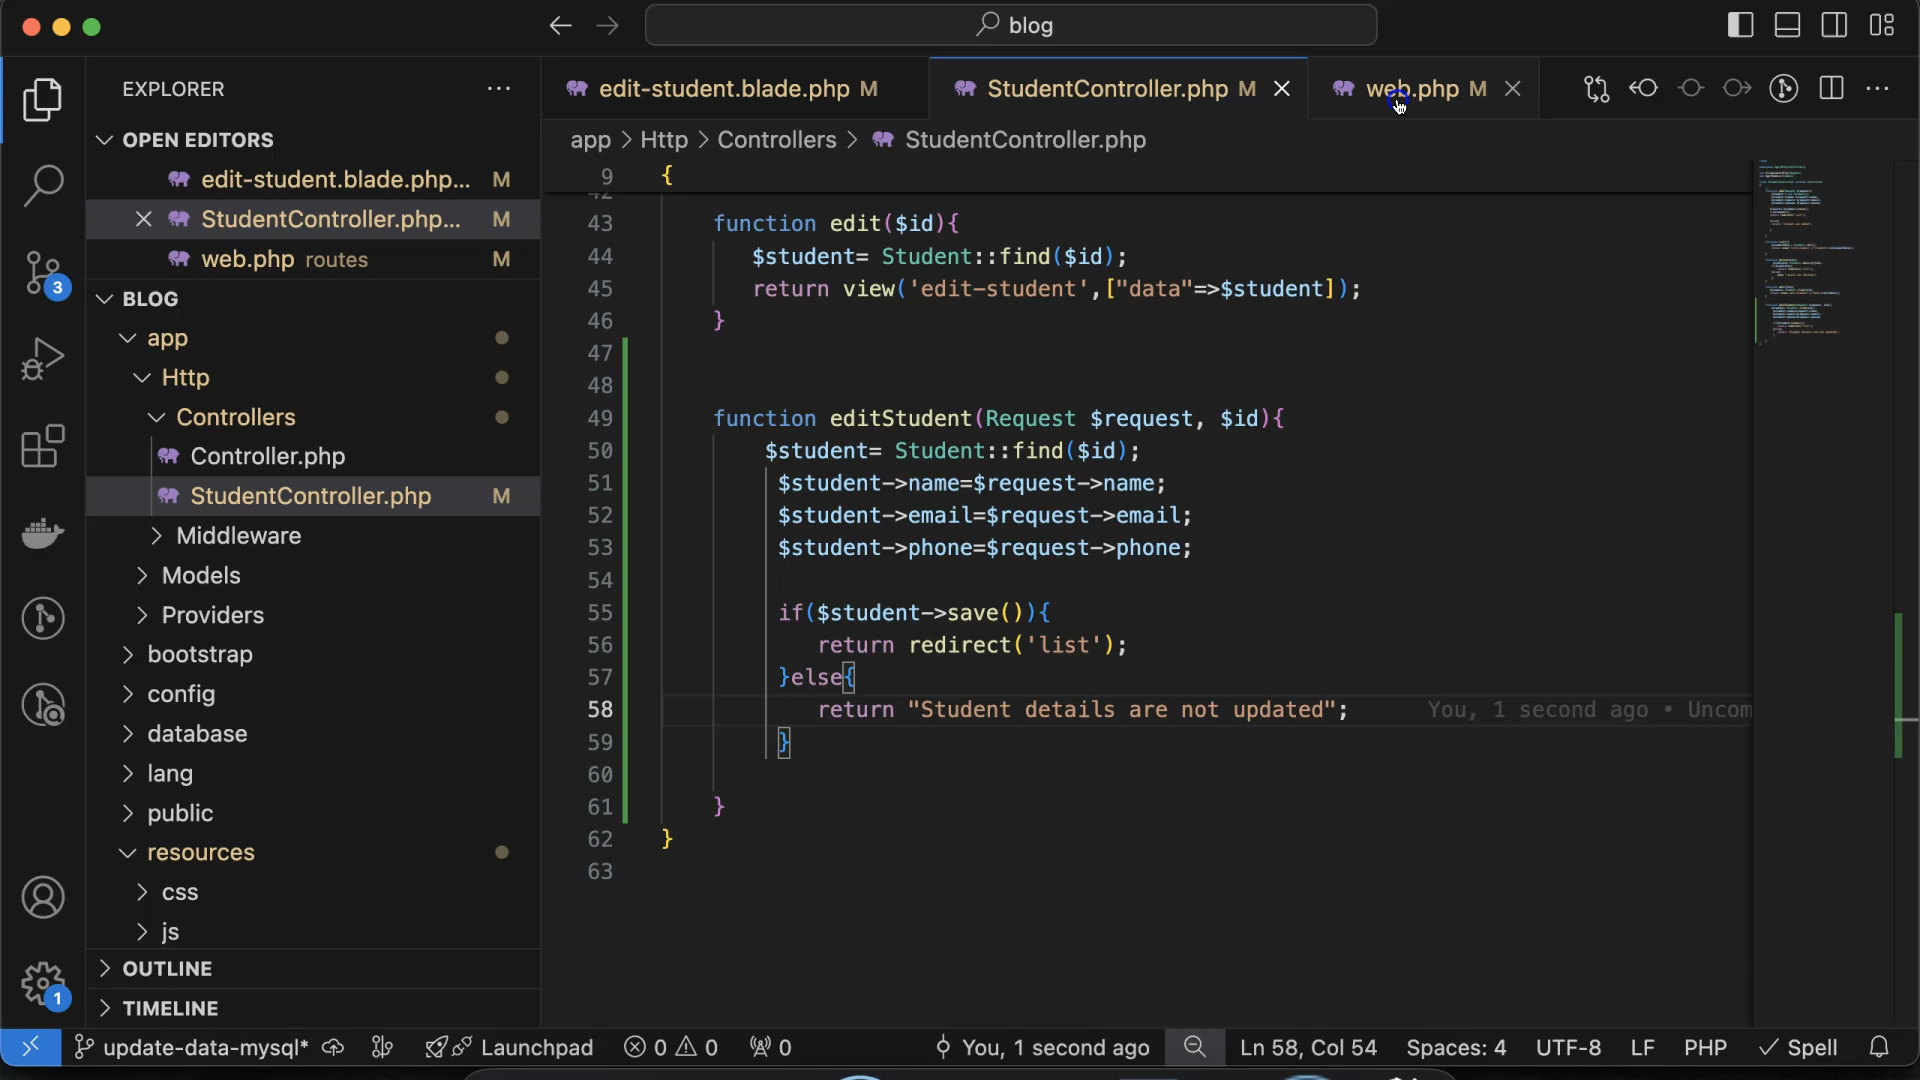 blog
EXPLORER
OPEN EDITORS
edit-student.blade.php... M
StudentController.php... M
web.php routes M
BLOG
app
Http
Controllers
Controller.php
StudentController.php M
Middleware
Models
Providers
bootstrap
config
database
lang
public
resources
css
js
OUTLINE
TIMELINE
3
1
edit-student.blade.php M
StudentController.php M
web.php M
app > Http > Controllers > StudentController.php
9 {
43 function edit($id){
44 $student= Student::find($id);
45 return view('edit-student',["data"=>$student]);
46 }
47
48
49 function editStudent(Request $request, $id){
50 $student= Student::find($id);
51 $student->name=$request->name;
52 $student->email=$request->email;
53 $student->phone=$request->phone;
54
55 if($student->save()){
56 return redirect('list');
57 }else{
58 return "Student details are not updated"; You, 1 second ago • Uncom
59 }
60
61 }
62 }
63
update-data-mysql* Launchpad 0 0 0 You, 1 second ago Ln 58, Col 54 Spaces: 4 UTF-8 LF PHP Spell